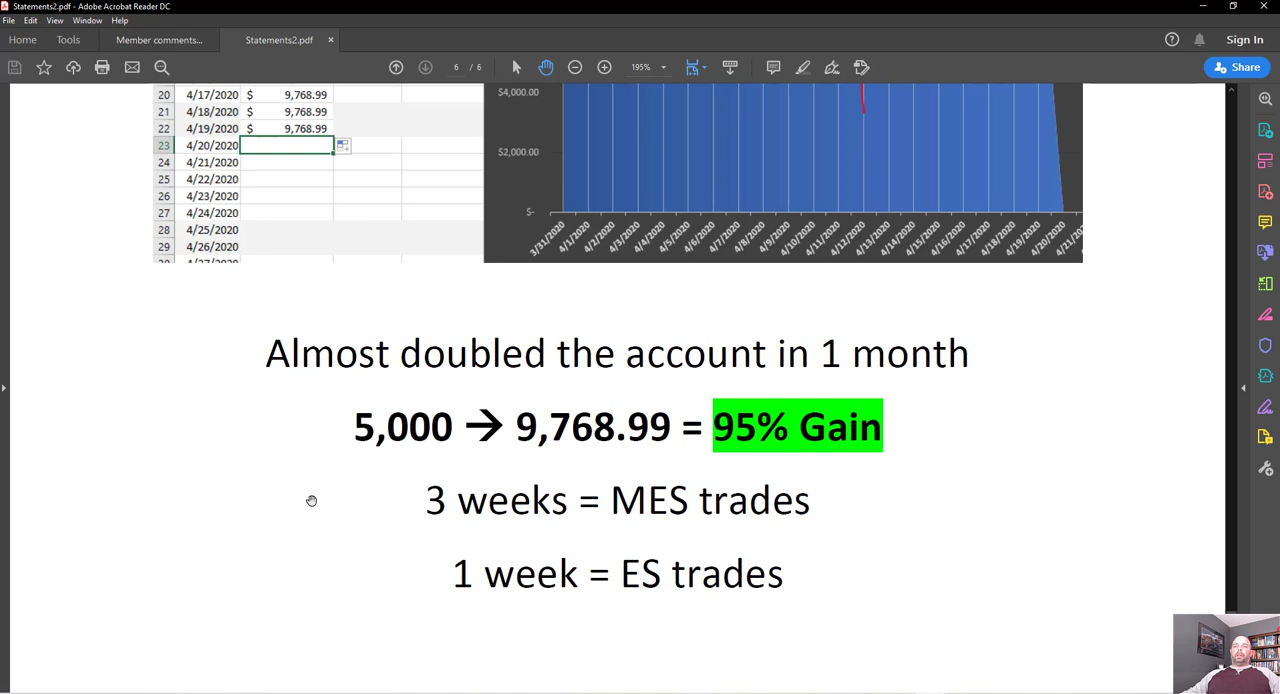 Statements2.pdf - Adobe Acrobat Reader DC
File Edit View Window Help
Home Tools Member comments... Statements2.pdf × Sign In
6 / 6 195% Share
20 4/17/2020 $ 9,768.99
21 4/18/2020 $ 9,768.99
22 4/19/2020 $ 9,768.99
23 4/20/2020
24 4/21/2020
25 4/22/2020
26 4/23/2020
27 4/24/2020
28 4/25/2020
29 4/26/2020
$4,000.00
$2,000.00
$-
3/31/2020 4/1/2020 4/2/2020 4/3/2020 4/4/2020 4/5/2020 4/6/2020 4/7/2020 4/8/2020 4/9/2020 4/10/2020 4/11/2020 4/12/2020 4/13/2020 4/14/2020 4/15/2020 4/16/2020 4/17/2020 4/18/2020 4/19/2020 4/20/2020
Almost doubled the account in 1 month
5,000 → 9,768.99 = 95% Gain
3 weeks = MES trades
1 week = ES trades